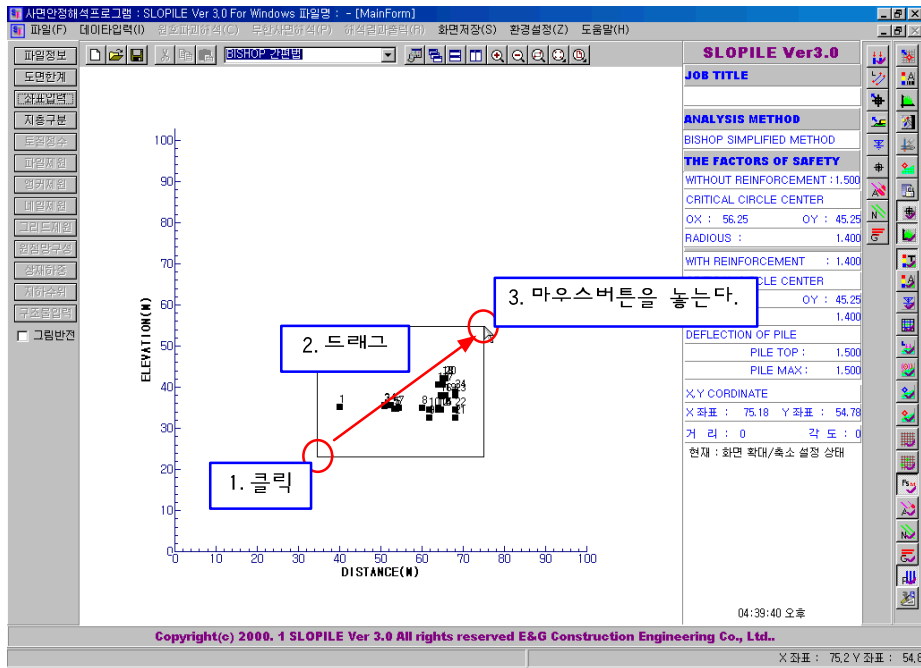 사면안정해석프로그램 : SLOPILE Ver 3,0 For Windows 파일명 : - [MainForm]
파일(F) 데이타입력(I) 원호파괴해석(C) 무한사면해석(P) 해석결과출력(R) 화면저장(S) 환경설정(Z) 도움말(H)
파일정보
BISHOP 간편법
도면한계
좌표입력
지층구분
토질정수
파일제원
앵커제원
네일제원
그리드제원
원점망구성
상재하중
지하수위
구조물입력
그림반전
SLOPILE Ver3.0
JOB TITLE
ANALYSIS METHOD
BISHOP SIMPLIFIED METHOD
THE FACTORS OF SAFETY
WITHOUT REINFORCEMENT : 1.500
CRITICAL CIRCLE CENTER
OX : 56.25 OY : 45.25
RADIOUS : 1.400
WITH REINFORCEMENT : 1.400
CLE CENTER
OY : 45.25
1.400
DEFLECTION OF PILE
PILE TOP : 1.500
PILE MAX : 1.500
X,Y CORDINATE
X 좌표 : 75.18 Y 좌표 : 54.78
거 리 : 0 각 도 : 0
현재 : 화면 확대/축소 설정 상태
04:39:40 오후
ELEVATION(M)
100
90
80
70
60
50
40
30
20
10
0
0 10 20 30 40 50 60 70 80 90 100
DISTANCE(M)
1. 클릭
2. 드래그
3. 마우스버튼을 놓는다.
1
8
22
21
Copyright(c) 2000. 1 SLOPILE Ver 3.0 All rights reserved E&G Construction Engineering Co., Ltd..
X 좌표 : 75,2 Y 좌표 : 54,8